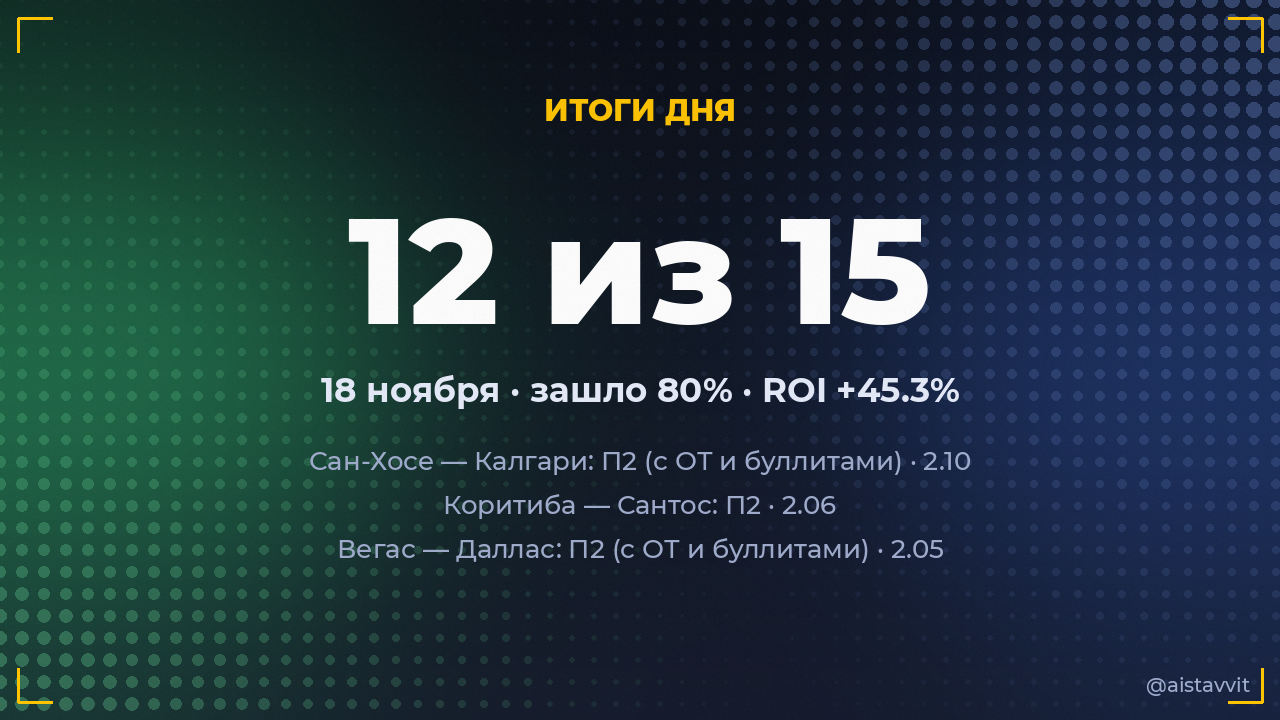 ИТОГИ ДНЯ
12 из 15
18 ноября · зашло 80% · ROI +45.3%
Сан-Хосе — Калгари: П2 (с ОТ и буллитами) · 2.10
Коритиба — Сантос: П2 · 2.06
Вегас — Даллас: П2 (с ОТ и буллитами) · 2.05
@aistavvit